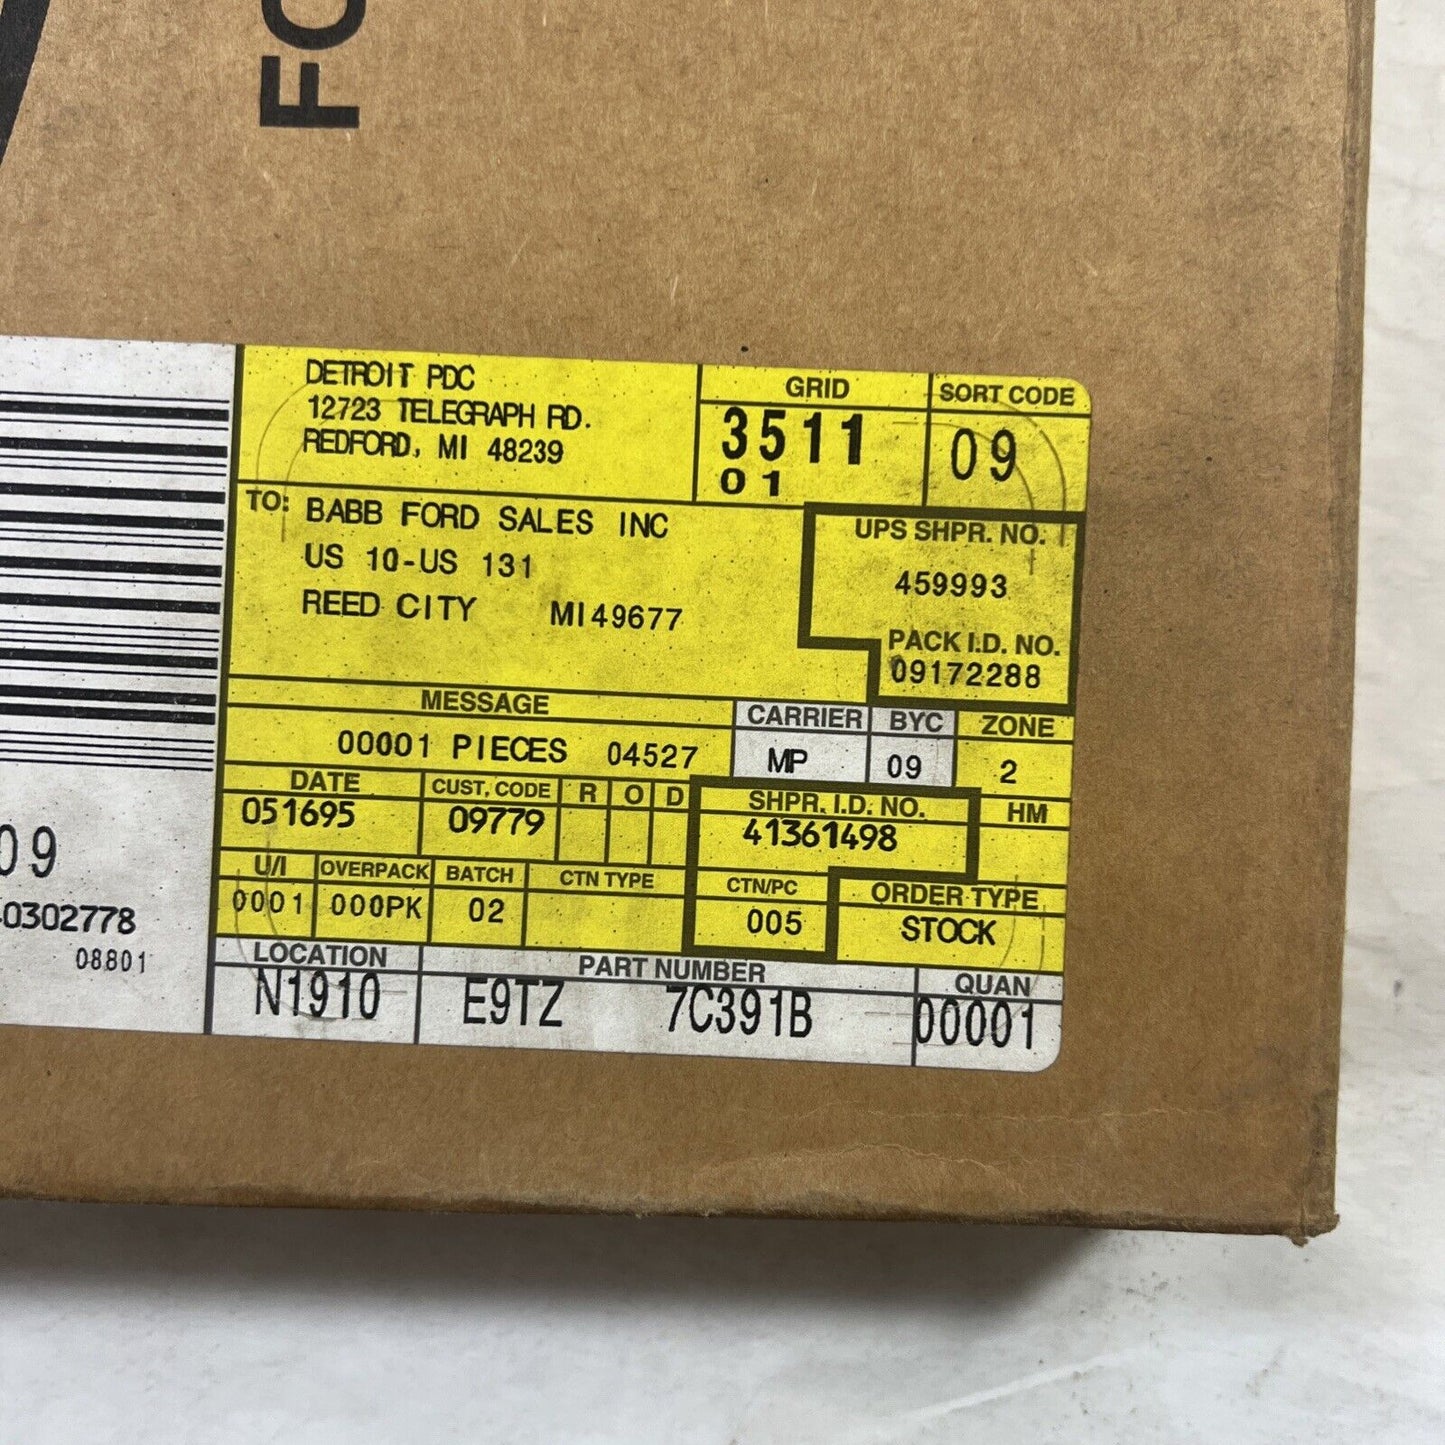 FO
DETROIT PDC
12723 TELEGRAPH RD.
REDFORD, MI 48239
GRID
3511
01
SORT CODE
09
TO: BABB FORD SALES INC
US 10-US 131
REED CITY MI49677
UPS SHPR. NO.
459993
PACK I.D. NO.
09172288
MESSAGE
00001 PIECES 04527
CARRIER
MP
BYC
09
ZONE
2
DATE
051695
CUST. CODE
09779
R O D
SHPR. I.D. NO.
41361498
HM
U/I
0001
OVERPACK
000PK
BATCH
02
CTN TYPE
CTN/PC
005
ORDER TYPE
STOCK
LOCATION
N1910
PART NUMBER
E9TZ 7C391B
QUAN
00001
09
0302778
08801